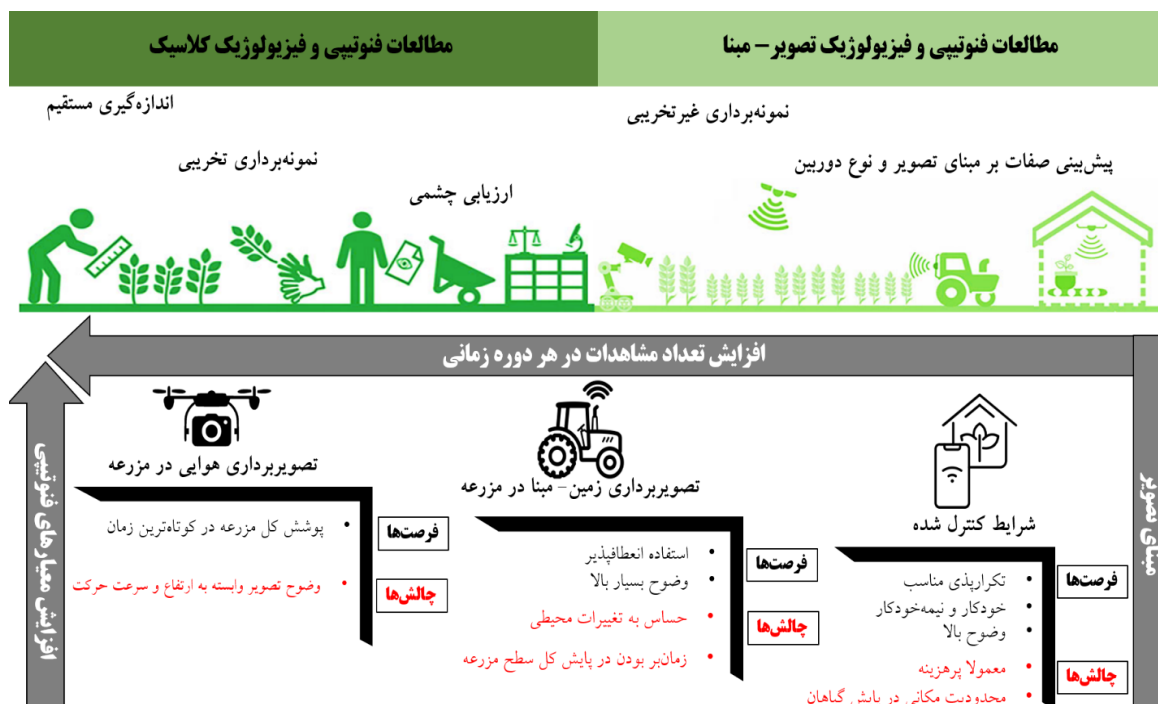 مطالعات فنوتیپی و فیزیولوژیک تصویر – مبنا
مطالعات فنوتیپی و فیزیولوژیک کلاسیک
نمونه‌برداری غیرتخریبی
پیش‌بینی صفات بر مبنای تصویر و نوع دوربین
اندازه‌گیری مستقیم
نمونه‌برداری تخریبی
ارزیابی چشمی
افزایش تعداد مشاهدات در هر دوره زمانی
مبنای تصویر
شرایط کنترل شده
فرصت‌ها
• تکرارپذی مناسب
• خودکار و نیمه‌خودکار
• وضوح بالا
چالش‌ها
• معمولا پرهزینه
• محدودیت مکانی در پایش گیاهان
تصویربرداری زمین – مبنا در مزرعه
فرصت‌ها
• استفاده انعطافپذیر
• وضوح بسیار بالا
چالش‌ها
• حساس به تغییرات محیطی
• زمان‌بر بودن در پایش کل سطح مزرعه
تصویربرداری هوایی در مزرعه
فرصت‌ها
• پوشش کل مزرعه در کوتاه‌ترین زمان
چالش‌ها
• وضوح تصویر وابسته به ارتفاع و سرعت حرکت
افزایش معیارهای فنوتیپی